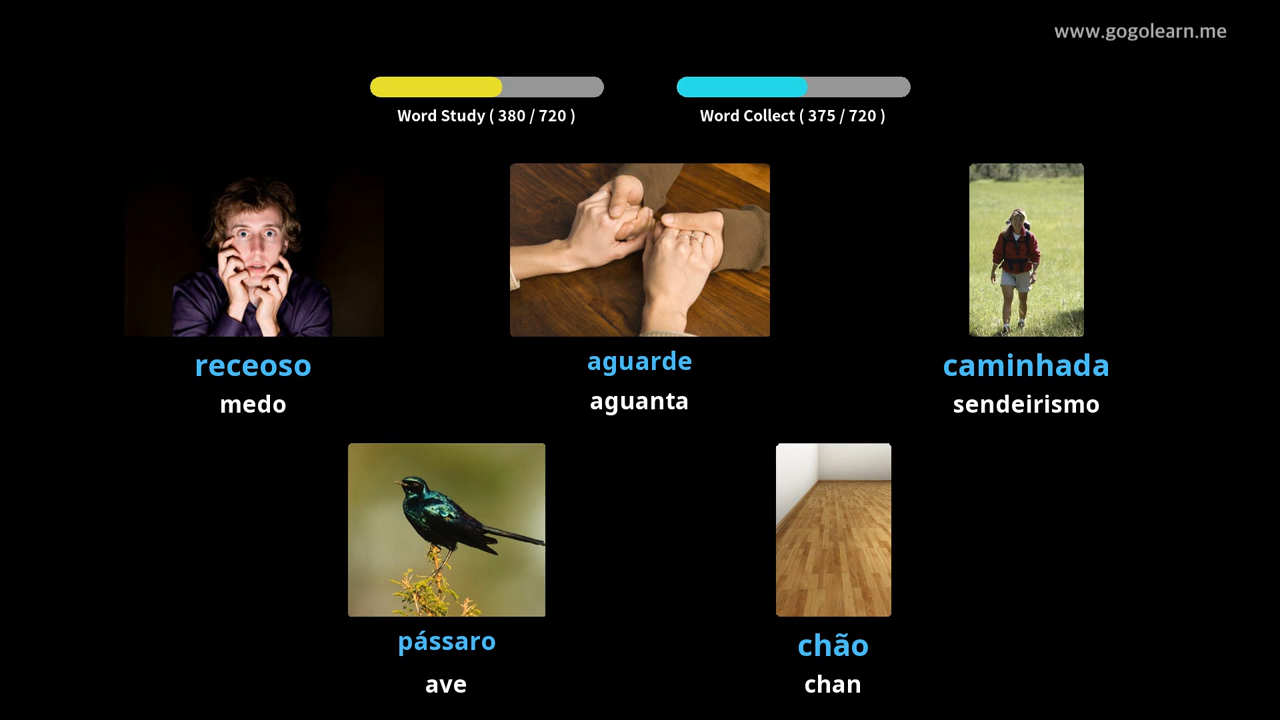 www.gogolearn.me
Word Study ( 380 / 720 )
Word Collect ( 375 / 720 )
receoso
medo
aguarde
aguanta
caminhada
sendeirismo
pássaro
ave
chão
chan